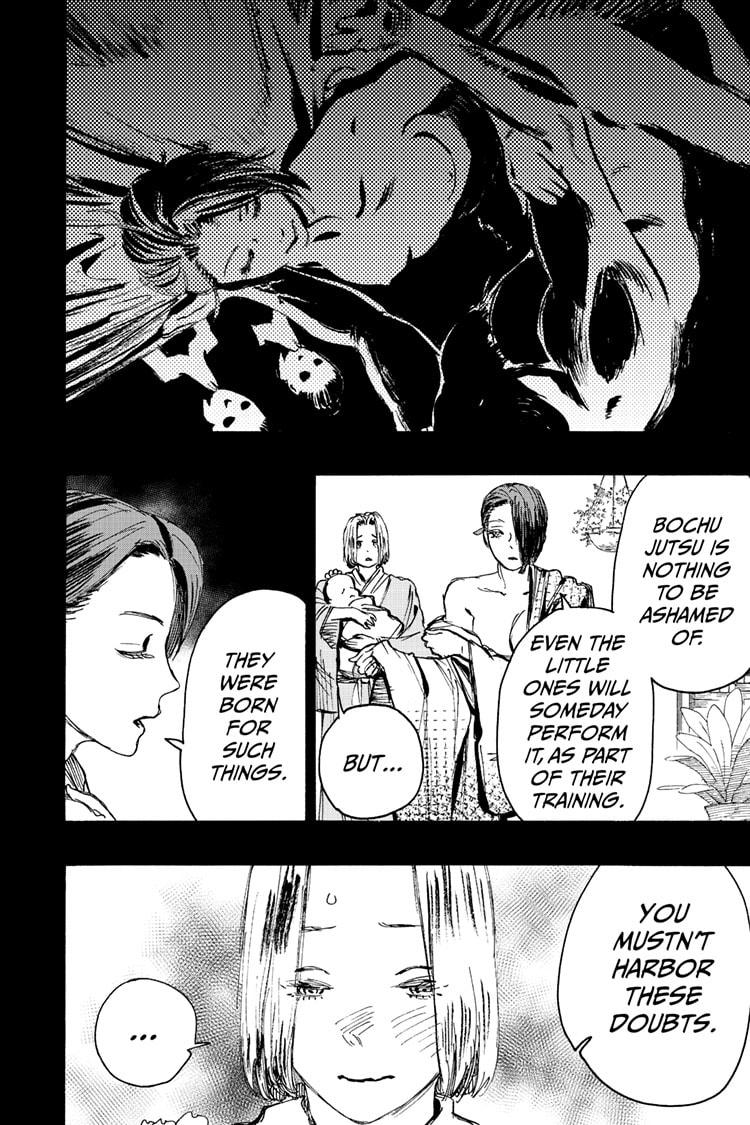 BOCHU
JUTSU IS
NOTHING
TO BE
ASHAMED
OF.
EVEN THE
LITTLE
ONES WILL
SOMEDAY
PERFORM
IT, AS PART
OF THEIR
TRAINING.
BUT...
THEY
WERE
BORN
FOR
SUCH
THINGS.
YOU
MUSTN'T
HARBOR
THESE
DOUBTS.
...